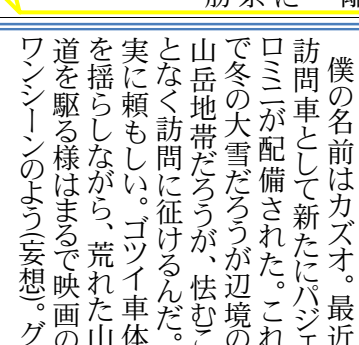 僕の名前はカズオ。最近
訪問車として新たにパジェ
ロミニが配備された。これ
で冬の大雪だろうが辺境の
山岳地帯だろうが、怯むこ
となく訪問に征けるんだ。
実に頼もしい。ゴツイ車体
を揺らしながら、荒れた山
道を駆る様はまるで映画の
ワンシーンのよう(妄想)。グ